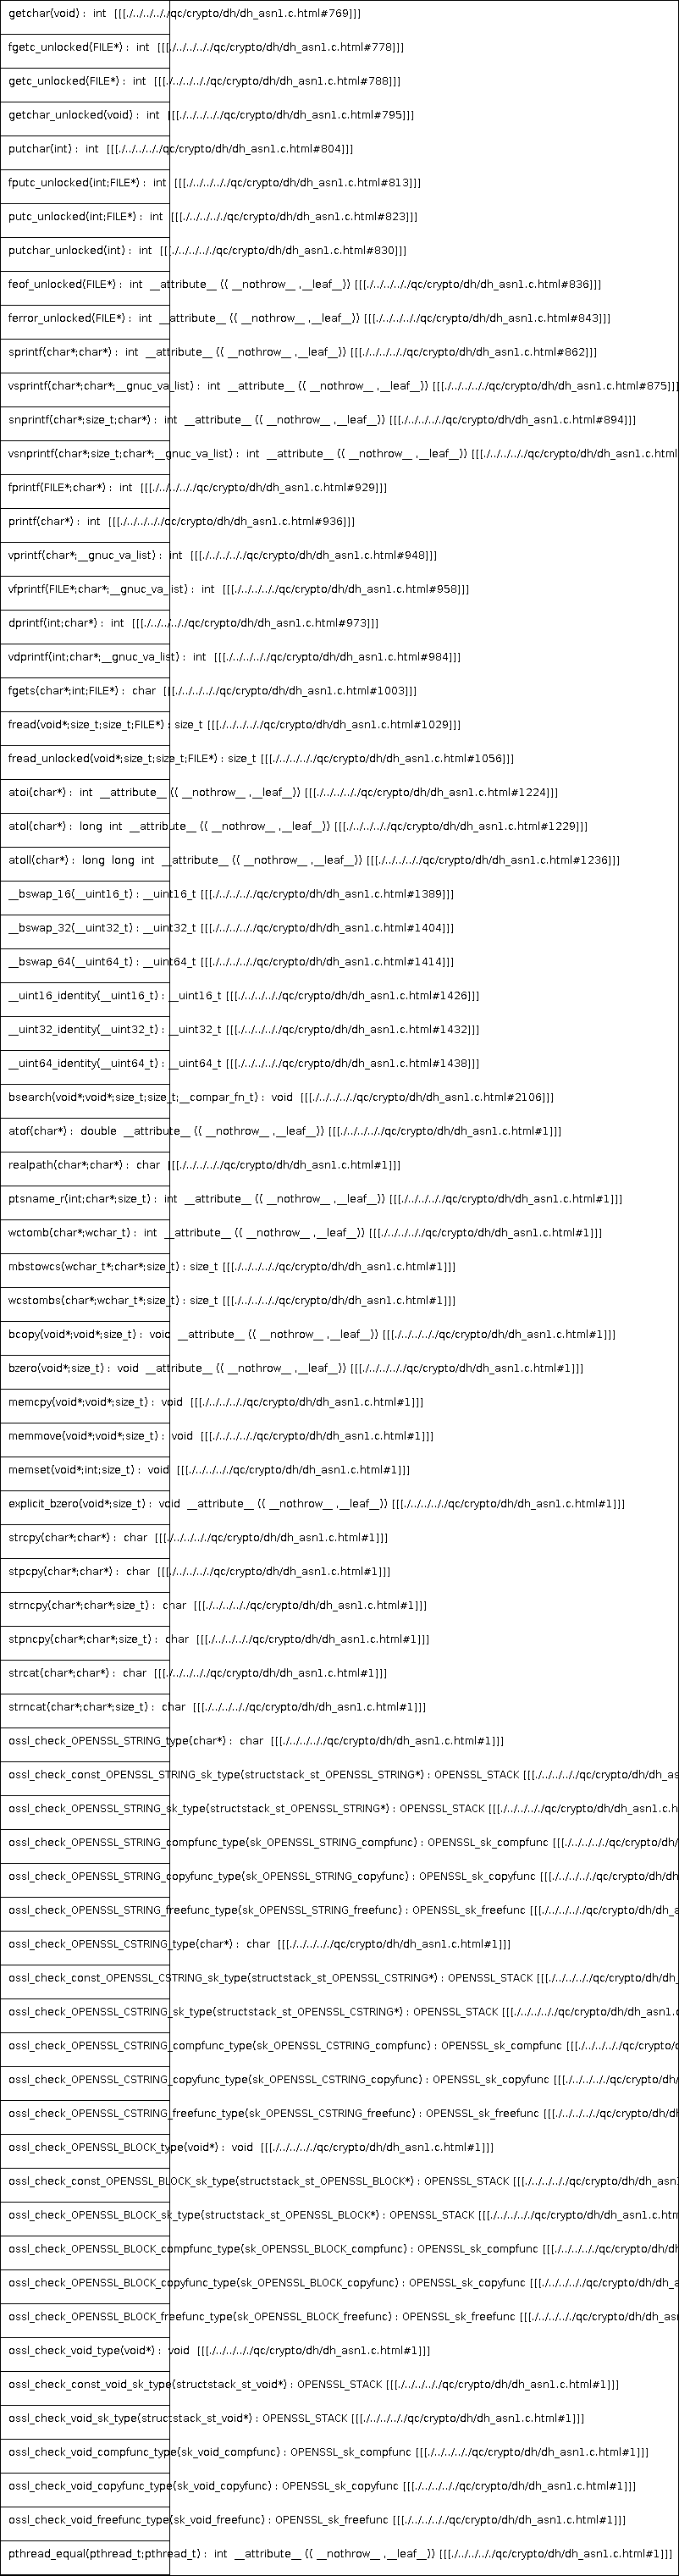 getchar(void) : int [[[./../../../qc/crypto/dh/dh_asn1.c.html#769]]]
fgetc_unlocked(FILE*) : int [[[./../../../qc/crypto/dh/dh_asn1.c.html#778]]]
getc_unlocked(FILE*) : int [[[./../../../qc/crypto/dh/dh_asn1.c.html#788]]]
getchar_unlocked(void) : int [[[./../../../qc/crypto/dh/dh_asn1.c.html#795]]]
putchar(int) : int [[[./../../../qc/crypto/dh/dh_asn1.c.html#804]]]
fputc_unlocked(int;FILE*) : int [[[./../../../qc/crypto/dh/dh_asn1.c.html#813]]]
putc_unlocked(int;FILE*) : int [[[./../../../qc/crypto/dh/dh_asn1.c.html#823]]]
putchar_unlocked(int) : int [[[./../../../qc/crypto/dh/dh_asn1.c.html#830]]]
feof_unlocked(FILE*) : int __attribute__ (( __nothrow__ ,__leaf__)) [[[./../../../qc/crypto/dh/dh_asn1.c.html#836]]]
ferror_unlocked(FILE*) : int __attribute__ (( __nothrow__ ,__leaf__)) [[[./../../../qc/crypto/dh/dh_asn1.c.html#843]]]
sprintf(char*;char*) : int __attribute__ (( __nothrow__ ,__leaf__)) [[[./../../../qc/crypto/dh/dh_asn1.c.html#862]]]
vsprintf(char*;char*;__gnuc_va_list) : int __attribute__ (( __nothrow__ ,__leaf__)) [[[./../../../qc/crypto/dh/dh_asn1.c.html#875]]]
snprintf(char*;size_t;char*) : int __attribute__ (( __nothrow__ ,__leaf__)) [[[./../../../qc/crypto/dh/dh_asn1.c.html#894]]]
vsnprintf(char*;size_t;char*;__gnuc_va_list) : int __attribute__ (( __nothrow__ ,__leaf__)) [[[./../../../qc/crypto/dh/dh_asn1.c.html
fprintf(FILE*;char*) : int [[[./../../../qc/crypto/dh/dh_asn1.c.html#929]]]
printf(char*) : int [[[./../../../qc/crypto/dh/dh_asn1.c.html#936]]]
vprintf(char*;__gnuc_va_list) : int [[[./../../../qc/crypto/dh/dh_asn1.c.html#948]]]
vfprintf(FILE*;char*;__gnuc_va_list) : int [[[./../../../qc/crypto/dh/dh_asn1.c.html#958]]]
dprintf(int;char*) : int [[[./../../../qc/crypto/dh/dh_asn1.c.html#973]]]
vdprintf(int;char*;__gnuc_va_list) : int [[[./../../../qc/crypto/dh/dh_asn1.c.html#984]]]
fgets(char*;int;FILE*) : char [[[./../../../qc/crypto/dh/dh_asn1.c.html#1003]]]
fread(void*;size_t;size_t;FILE*) : size_t [[[./../../../qc/crypto/dh/dh_asn1.c.html#1029]]]
fread_unlocked(void*;size_t;size_t;FILE*) : size_t [[[./../../../qc/crypto/dh/dh_asn1.c.html#1056]]]
atoi(char*) : int __attribute__ (( __nothrow__ ,__leaf__)) [[[./../../../qc/crypto/dh/dh_asn1.c.html#1224]]]
atol(char*) : long int __attribute__ (( __nothrow__ ,__leaf__)) [[[./../../../qc/crypto/dh/dh_asn1.c.html#1229]]]
atoll(char*) : long long int __attribute__ (( __nothrow__ ,__leaf__)) [[[./../../../qc/crypto/dh/dh_asn1.c.html#1236]]]
__bswap_16(__uint16_t) : __uint16_t [[[./../../../qc/crypto/dh/dh_asn1.c.html#1389]]]
__bswap_32(__uint32_t) : __uint32_t [[[./../../../qc/crypto/dh/dh_asn1.c.html#1404]]]
__bswap_64(__uint64_t) : __uint64_t [[[./../../../qc/crypto/dh/dh_asn1.c.html#1414]]]
__uint16_identity(__uint16_t) : __uint16_t [[[./../../../qc/crypto/dh/dh_asn1.c.html#1426]]]
__uint32_identity(__uint32_t) : __uint32_t [[[./../../../qc/crypto/dh/dh_asn1.c.html#1432]]]
__uint64_identity(__uint64_t) : __uint64_t [[[./../../../qc/crypto/dh/dh_asn1.c.html#1438]]]
bsearch(void*;void*;size_t;size_t;__compar_fn_t) : void [[[./../../../qc/crypto/dh/dh_asn1.c.html#2106]]]
atof(char*) : double __attribute__ (( __nothrow__ ,__leaf__)) [[[./../../../qc/crypto/dh/dh_asn1.c.html#1]]]
realpath(char*;char*) : char [[[./../../../qc/crypto/dh/dh_asn1.c.html#1]]]
ptsname_r(int;char*;size_t) : int __attribute__ (( __nothrow__ ,__leaf__)) [[[./../../../qc/crypto/dh/dh_asn1.c.html#1]]]
wctomb(char*;wchar_t) : int __attribute__ (( __nothrow__ ,__leaf__)) [[[./../../../qc/crypto/dh/dh_asn1.c.html#1]]]
mbstowcs(wchar_t*;char*;size_t) : size_t [[[./../../../qc/crypto/dh/dh_asn1.c.html#1]]]
wcstombs(char*;wchar_t*;size_t) : size_t [[[./../../../qc/crypto/dh/dh_asn1.c.html#1]]]
bcopy(void*;void*;size_t) : void __attribute__ (( __nothrow__ ,__leaf__)) [[[./../../../qc/crypto/dh/dh_asn1.c.html#1]]]
bzero(void*;size_t) : void __attribute__ (( __nothrow__ ,__leaf__)) [[[./../../../qc/crypto/dh/dh_asn1.c.html#1]]]
memcpy(void*;void*;size_t) : void [[[./../../../qc/crypto/dh/dh_asn1.c.html#1]]]
memmove(void*;void*;size_t) : void [[[./../../../qc/crypto/dh/dh_asn1.c.html#1]]]
memset(void*;int;size_t) : void [[[./../../../qc/crypto/dh/dh_asn1.c.html#1]]]
explicit_bzero(void*;size_t) : void __attribute__ (( __nothrow__ ,__leaf__)) [[[./../../../qc/crypto/dh/dh_asn1.c.html#1]]]
strcpy(char*;char*) : char [[[./../../../qc/crypto/dh/dh_asn1.c.html#1]]]
stpcpy(char*;char*) : char [[[./../../../qc/crypto/dh/dh_asn1.c.html#1]]]
strncpy(char*;char*;size_t) : char [[[./../../../qc/crypto/dh/dh_asn1.c.html#1]]]
stpncpy(char*;char*;size_t) : char [[[./../../../qc/crypto/dh/dh_asn1.c.html#1]]]
strcat(char*;char*) : char [[[./../../../qc/crypto/dh/dh_asn1.c.html#1]]]
strncat(char*;char*;size_t) : char [[[./../../../qc/crypto/dh/dh_asn1.c.html#1]]]
ossl_check_OPENSSL_STRING_type(char*) : char [[[./../../../qc/crypto/dh/dh_asn1.c.html#1]]]
ossl_check_const_OPENSSL_STRING_sk_type(structstack_st_OPENSSL_STRING*) : OPENSSL_STACK [[[./../../../qc/crypto/dh/dh_as
ossl_check_OPENSSL_STRING_sk_type(structstack_st_OPENSSL_STRING*) : OPENSSL_STACK [[[./../../../qc/crypto/dh/dh_asn1.c.h
ossl_check_OPENSSL_STRING_compfunc_type(sk_OPENSSL_STRING_compfunc) : OPENSSL_sk_compfunc [[[./../../../qc/crypto/dh/
ossl_check_OPENSSL_STRING_copyfunc_type(sk_OPENSSL_STRING_copyfunc) : OPENSSL_sk_copyfunc [[[./../../../qc/crypto/dh/dh
ossl_check_OPENSSL_STRING_freefunc_type(sk_OPENSSL_STRING_freefunc) : OPENSSL_sk_freefunc [[[./../../../qc/crypto/dh/dh_a
ossl_check_OPENSSL_CSTRING_type(char*) : char [[[./../../../qc/crypto/dh/dh_asn1.c.html#1]]]
ossl_check_const_OPENSSL_CSTRING_sk_type(structstack_st_OPENSSL_CSTRING*) : OPENSSL_STACK [[[./../../../qc/crypto/dh/dh_
ossl_check_OPENSSL_CSTRING_sk_type(structstack_st_OPENSSL_CSTRING*) : OPENSSL_STACK [[[./../../../qc/crypto/dh/dh_asn1.c
ossl_check_OPENSSL_CSTRING_compfunc_type(sk_OPENSSL_CSTRING_compfunc) : OPENSSL_sk_compfunc [[[./../../../qc/crypto/d
ossl_check_OPENSSL_CSTRING_copyfunc_type(sk_OPENSSL_CSTRING_copyfunc) : OPENSSL_sk_copyfunc [[[./../../../qc/crypto/dh/
ossl_check_OPENSSL_CSTRING_freefunc_type(sk_OPENSSL_CSTRING_freefunc) : OPENSSL_sk_freefunc [[[./../../../qc/crypto/dh/dh
ossl_check_OPENSSL_BLOCK_type(void*) : void [[[./../../../qc/crypto/dh/dh_asn1.c.html#1]]]
ossl_check_const_OPENSSL_BLOCK_sk_type(structstack_st_OPENSSL_BLOCK*) : OPENSSL_STACK [[[./../../../qc/crypto/dh/dh_asn1
ossl_check_OPENSSL_BLOCK_sk_type(structstack_st_OPENSSL_BLOCK*) : OPENSSL_STACK [[[./../../../qc/crypto/dh/dh_asn1.c.htm
ossl_check_OPENSSL_BLOCK_compfunc_type(sk_OPENSSL_BLOCK_compfunc) : OPENSSL_sk_compfunc [[[./../../../qc/crypto/dh/dh
ossl_check_OPENSSL_BLOCK_copyfunc_type(sk_OPENSSL_BLOCK_copyfunc) : OPENSSL_sk_copyfunc [[[./../../../qc/crypto/dh/dh_a
ossl_check_OPENSSL_BLOCK_freefunc_type(sk_OPENSSL_BLOCK_freefunc) : OPENSSL_sk_freefunc [[[./../../../qc/crypto/dh/dh_asn
ossl_check_void_type(void*) : void [[[./../../../qc/crypto/dh/dh_asn1.c.html#1]]]
ossl_check_const_void_sk_type(structstack_st_void*) : OPENSSL_STACK [[[./../../../qc/crypto/dh/dh_asn1.c.html#1]]]
ossl_check_void_sk_type(structstack_st_void*) : OPENSSL_STACK [[[./../../../qc/crypto/dh/dh_asn1.c.html#1]]]
ossl_check_void_compfunc_type(sk_void_compfunc) : OPENSSL_sk_compfunc [[[./../../../qc/crypto/dh/dh_asn1.c.html#1]]]
ossl_check_void_copyfunc_type(sk_void_copyfunc) : OPENSSL_sk_copyfunc [[[./../../../qc/crypto/dh/dh_asn1.c.html#1]]]
ossl_check_void_freefunc_type(sk_void_freefunc) : OPENSSL_sk_freefunc [[[./../../../qc/crypto/dh/dh_asn1.c.html#1]]]
pthread_equal(pthread_t;pthread_t) : int __attribute__ (( __nothrow__ ,__leaf__)) [[[./../../../qc/crypto/dh/dh_asn1.c.html#1]]]